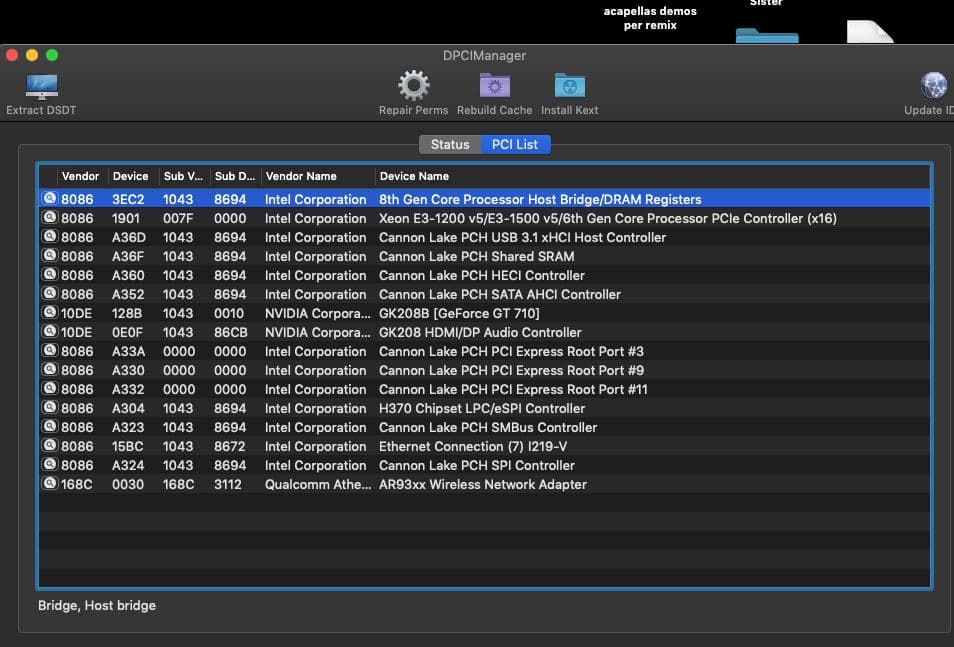 acapellas demos
per remix
Sister
DPCIManager
Extract DSDT
Repair Perms
Rebuild Cache
Install Kext
Update ID
Status
PCI List
Vendor Device Sub V... Sub D... Vendor Name Device Name
8086 3EC2 1043 8694 Intel Corporation 8th Gen Core Processor Host Bridge/DRAM Registers
8086 1901 007F 0000 Intel Corporation Xeon E3-1200 v5/E3-1500 v5/6th Gen Core Processor PCIe Controller (x16)
8086 A36D 1043 8694 Intel Corporation Cannon Lake PCH USB 3.1 xHCI Host Controller
8086 A36F 1043 8694 Intel Corporation Cannon Lake PCH Shared SRAM
8086 A360 1043 8694 Intel Corporation Cannon Lake PCH HECI Controller
8086 A352 1043 8694 Intel Corporation Cannon Lake PCH SATA AHCI Controller
10DE 128B 1043 0010 NVIDIA Corpora... GK208B [GeForce GT 710]
10DE 0E0F 1043 86CB NVIDIA Corpora... GK208 HDMI/DP Audio Controller
8086 A33A 0000 0000 Intel Corporation Cannon Lake PCH PCI Express Root Port #3
8086 A330 0000 0000 Intel Corporation Cannon Lake PCH PCI Express Root Port #9
8086 A332 0000 0000 Intel Corporation Cannon Lake PCH PCI Express Root Port #11
8086 A304 1043 8694 Intel Corporation H370 Chipset LPC/eSPI Controller
8086 A323 1043 8694 Intel Corporation Cannon Lake PCH SMBus Controller
8086 15BC 1043 8672 Intel Corporation Ethernet Connection (7) I219-V
8086 A324 1043 8694 Intel Corporation Cannon Lake PCH SPI Controller
168C 0030 168C 3112 Qualcomm Athe... AR93xx Wireless Network Adapter
Bridge, Host bridge